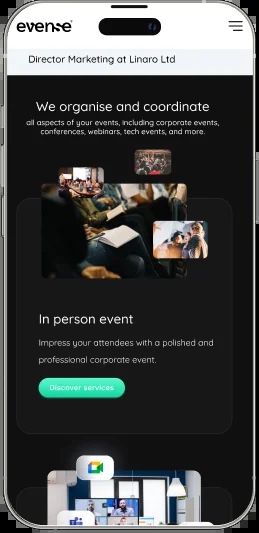 evense
Director Marketing at Linaro Ltd
We organise and coordinate
all aspects of your events, including corporate events,
conferences, webinars, tech events, and more.
In person event
Impress your attendees with a polished and
professional corporate event.
Discover services